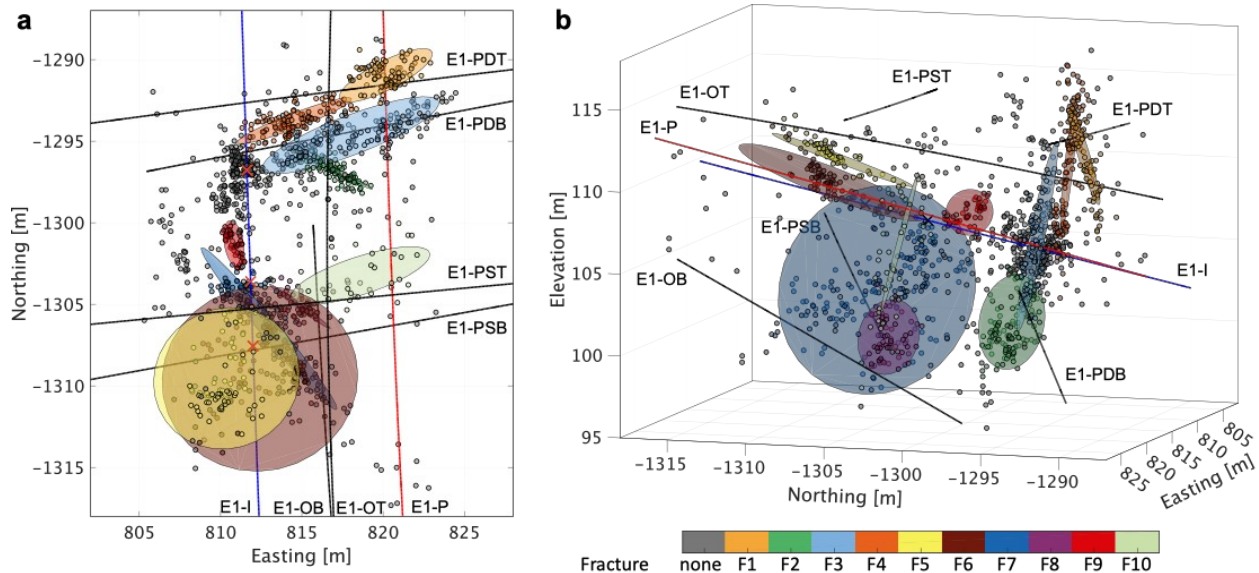 a
E1-PDT
−1290
E1-PDB
−1295
−1300
E1-PST
−1305
E1-PSB
−1310
−1315
E1-I
E1-OB
E1-OT
E1-P
805
810
815
820
825
Northing [m]
Easting [m]
b
E1-PST
115
E1-OT
E1-PDT
E1-P
110
E1-PSB
105
E1-OB
E1-I
100
E1-PDB
95
Elevation [m]
−1315
−1310
−1305
−1300
−1295
−1290
Northing [m]
825
820
815
810
805
Easting [m]
Fracture none F1 F2 F3 F4 F5 F6 F7 F8 F9 F10